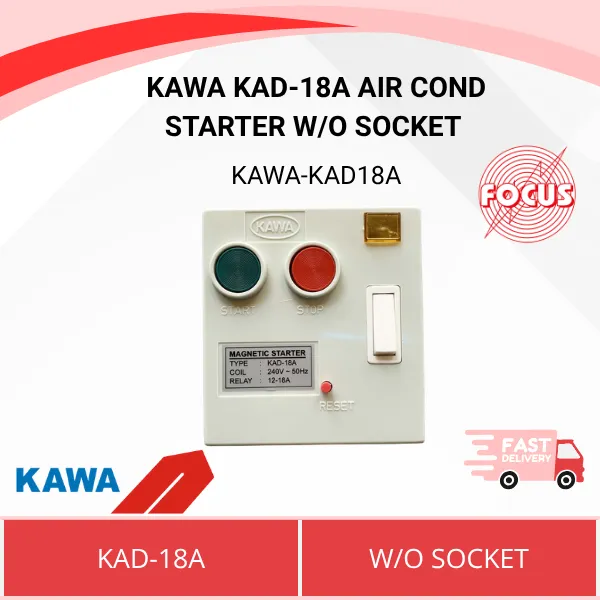 KAWA KAD-18A AIR COND
STARTER W/O SOCKET
KAWA-KAD18A
FOCUS
KAWA
START
STOP
MAGNETIC STARTER
TYPE : KAD-18A
COIL : 240V ~ 50Hz
RELAY : 12-18A
RESET
FAST
DELIVERY
KAWA
KAD-18A
W/O SOCKET